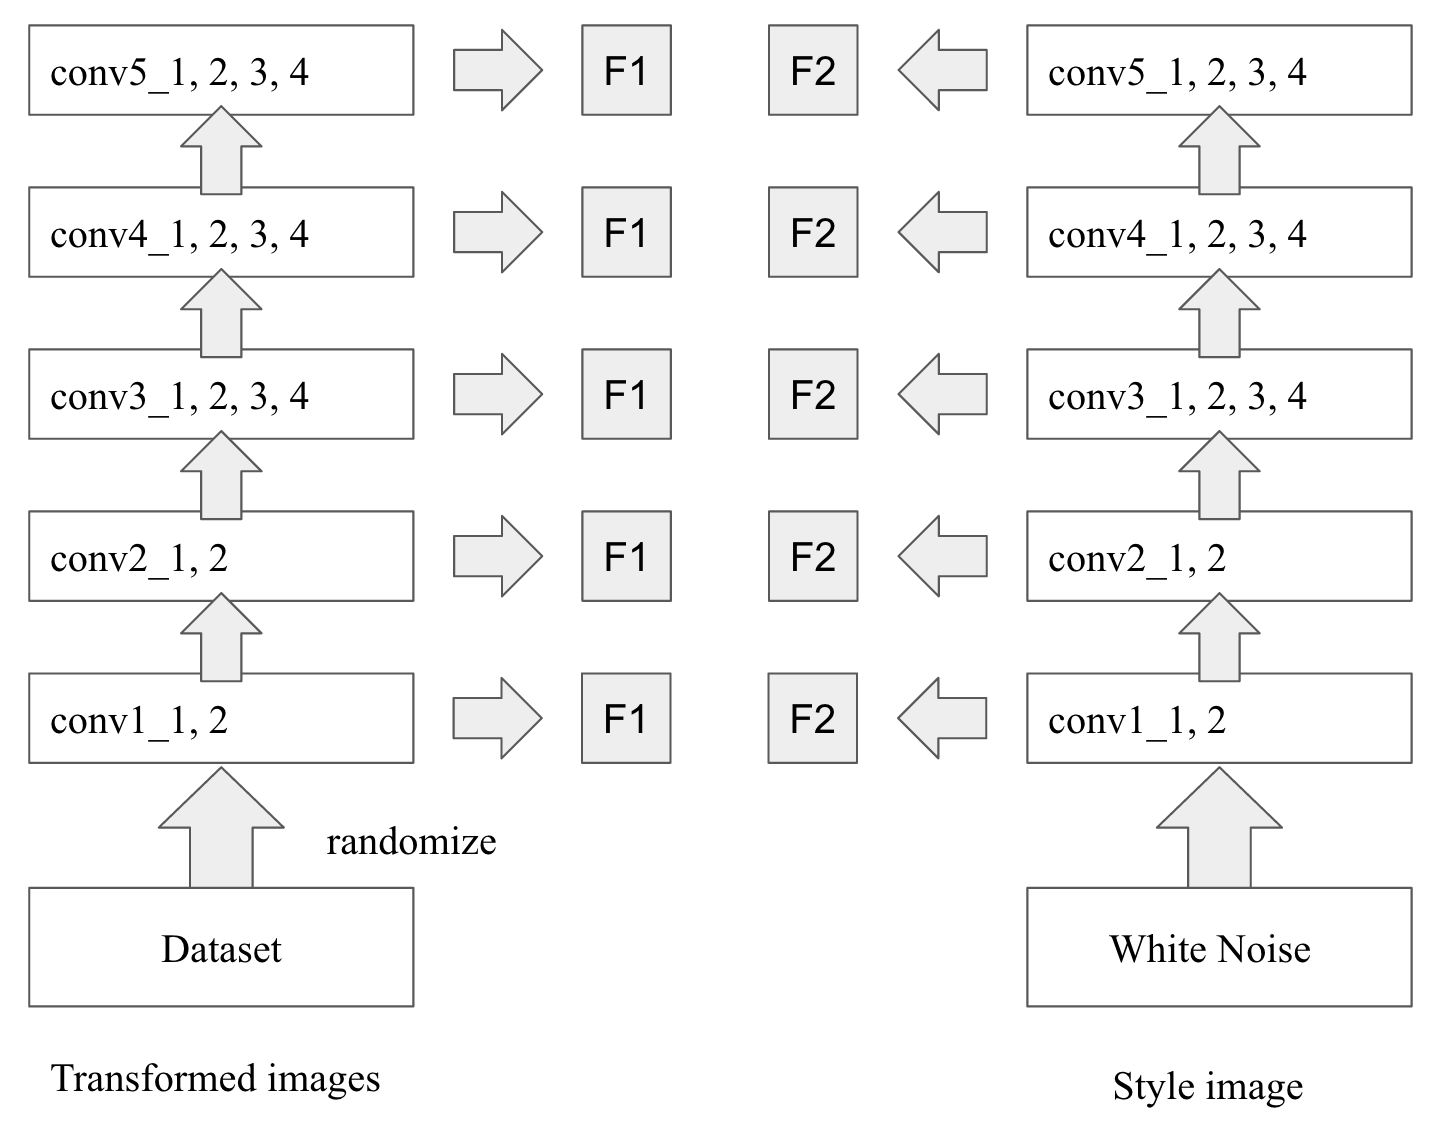 conv5_1, 2, 3, 4 F1 F2 conv5_1, 2, 3, 4
conv4_1, 2, 3, 4 F1 F2 conv4_1, 2, 3, 4
conv3_1, 2, 3, 4 F1 F2 conv3_1, 2, 3, 4
conv2_1, 2 F1 F2 conv2_1, 2
conv1_1, 2 F1 F2 conv1_1, 2
randomize
Dataset White Noise
Transformed images Style image